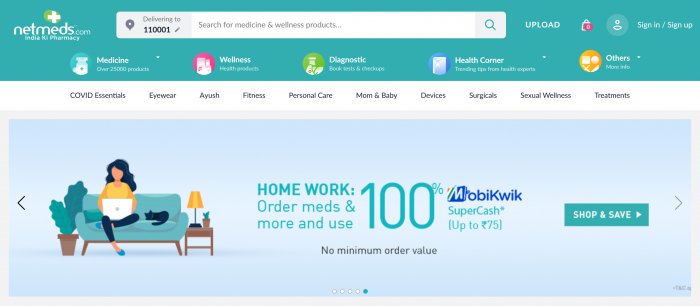 netmeds.com
India Ki Pharmacy
Delivering to
110001
Search for medicine & wellness products...
UPLOAD
0
Sign in / Sign up
Medicine
Over 25000 products
Wellness
Health products
Diagnostic
Book tests & checkups
Health Corner
Trending tips from health experts
Others
More info
COVID Essentials
Eyewear
Ayush
Fitness
Personal Care
Mom & Baby
Devices
Surgicals
Sexual Wellness
Treatments
HOME WORK:
Order meds &
more and use
100%
MobiKwik
SuperCash*
(Up to ₹75)
No minimum order value
SHOP & SAVE